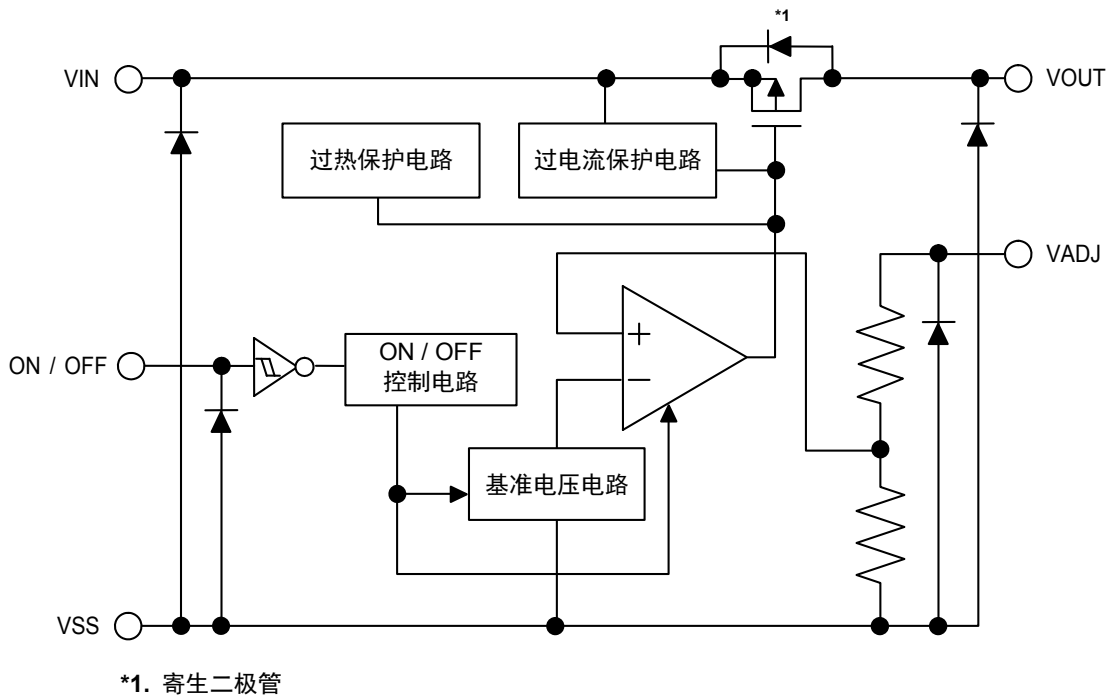 *1
VIN
VOUT
过热保护电路
过电流保护电路
VADJ
+
ON / OFF
ON / OFF
控制电路
−
基准电压电路
VSS
*1. 寄生二极管